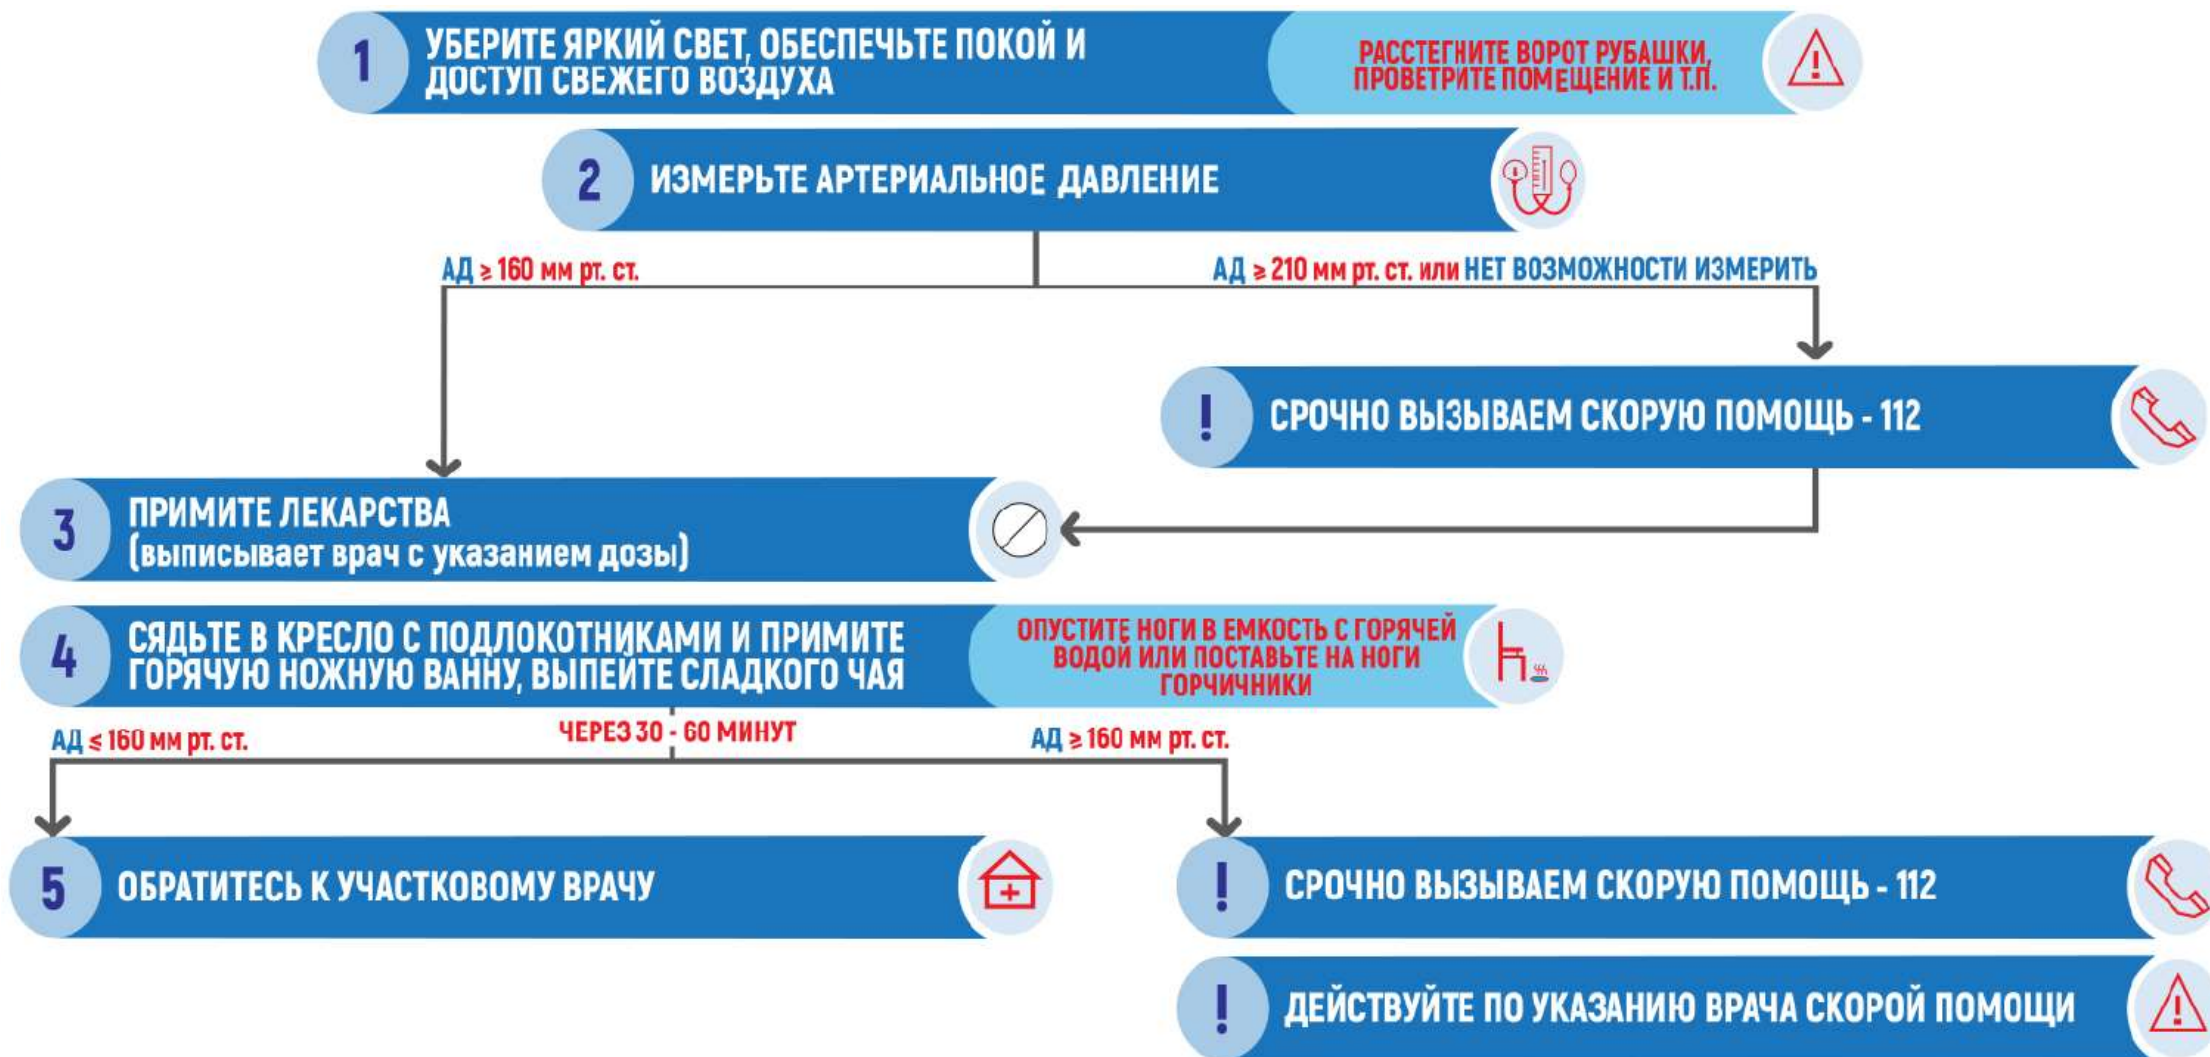 1
УБЕРИТЕ ЯРКИЙ СВЕТ, ОБЕСПЕЧЬТЕ ПОКОЙ И
ДОСТУП СВЕЖЕГО ВОЗДУХА
РАССТЕГНИТЕ ВОРОТ РУБАШКИ,
ПРОВЕТРИТЕ ПОМЕЩЕНИЕ И Т.П.
2
ИЗМЕРЬТЕ АРТЕРИАЛЬНОЕ ДАВЛЕНИЕ
АД ≥ 160 мм рт. ст.
АД ≥ 210 мм рт. ст. или НЕТ ВОЗМОЖНОСТИ ИЗМЕРИТЬ
!
СРОЧНО ВЫЗЫВАЕМ СКОРУЮ ПОМОЩЬ - 112
3
ПРИМИТЕ ЛЕКАРСТВА
(выписывает врач с указанием дозы)
4
СЯДЬТЕ В КРЕСЛО С ПОДЛОКОТНИКАМИ И ПРИМИТЕ
ГОРЯЧУЮ НОЖНУЮ ВАННУ, ВЫПЕЙТЕ СЛАДКОГО ЧАЯ
ОПУСТИТЕ НОГИ В ЕМКОСТЬ С ГОРЯЧЕЙ
ВОДОЙ ИЛИ ПОСТАВЬТЕ НА НОГИ
ГОРЧИЧНИКИ
АД ≤ 160 мм рт. ст.
ЧЕРЕЗ 30 - 60 МИНУТ
АД ≥ 160 мм рт. ст.
5
ОБРАТИТЕСЬ К УЧАСТКОВОМУ ВРАЧУ
!
СРОЧНО ВЫЗЫВАЕМ СКОРУЮ ПОМОЩЬ - 112
!
ДЕЙСТВУЙТЕ ПО УКАЗАНИЮ ВРАЧА СКОРОЙ ПОМОЩИ